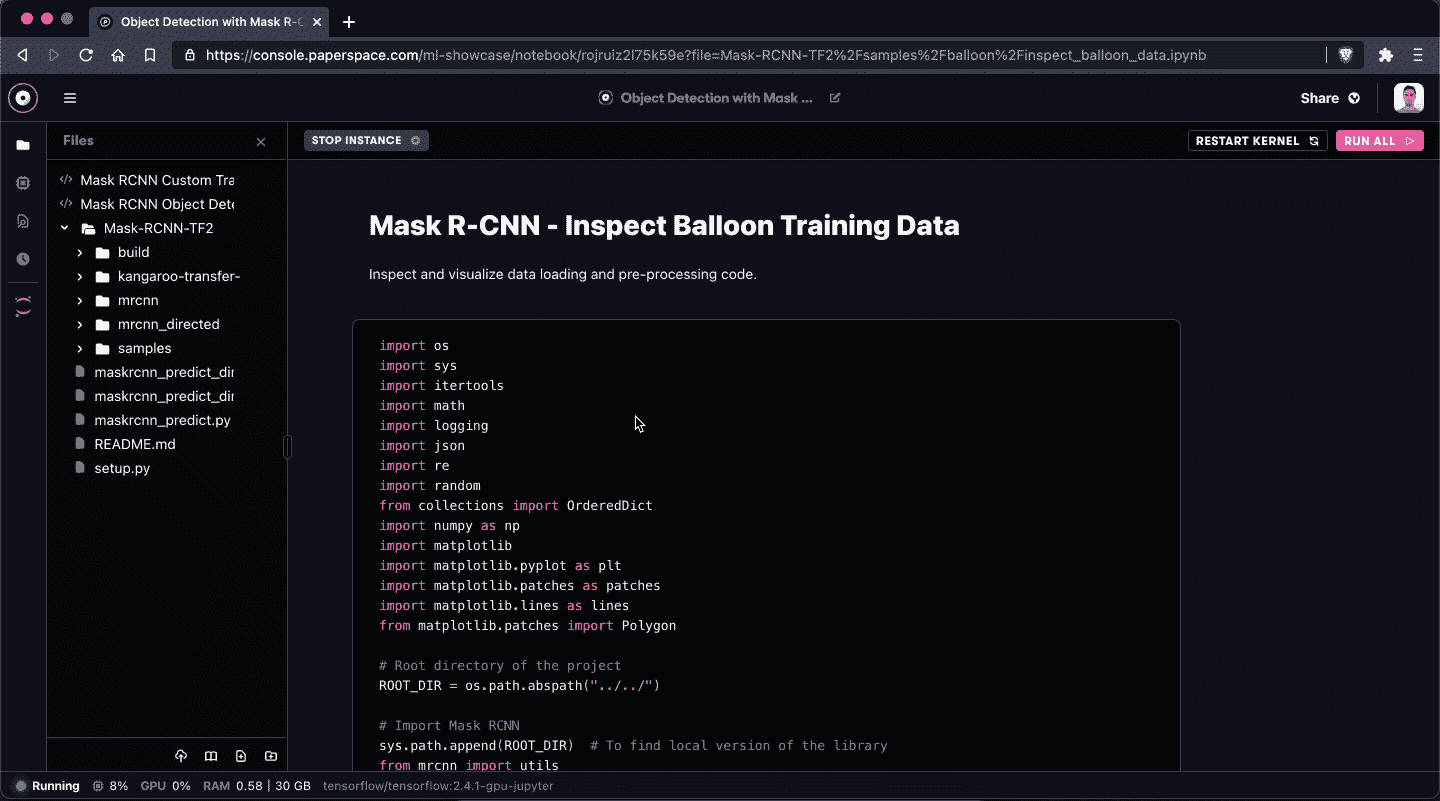 Object Detection with Mask R-C
https://console.paperspace.com/ml-showcase/notebook/rojruiz2l75k59e?file=Mask-RCNN-TF2%2Fsamples%2Fballoon%2Finspect_balloon_data.ipynb
Object Detection with Mask ...
Share
Files
STOP INSTANCE
RESTART KERNEL
RUN ALL
Mask RCNN Custom Tra
Mask RCNN Object Dete
Mask-RCNN-TF2
build
kangaroo-transfer-
mrcnn
mrcnn_directed
samples
maskrcnn_predict_dir
maskrcnn_predict_dir
maskrcnn_predict.py
README.md
setup.py
Mask R-CNN - Inspect Balloon Training Data
Inspect and visualize data loading and pre-processing code.
import os
import sys
import itertools
import math
import logging
import json
import re
import random
from collections import OrderedDict
import numpy as np
import matplotlib
import matplotlib.pyplot as plt
import matplotlib.patches as patches
import matplotlib.lines as lines
from matplotlib.patches import Polygon
# Root directory of the project
ROOT_DIR = os.path.abspath("../../")
# Import Mask RCNN
sys.path.append(ROOT_DIR)  # To find local version of the library
from mrcnn import utils
Running 8% GPU 0% RAM 0.58 | 30 GB tensorflow/tensorflow:2.4.1-gpu-jupyter